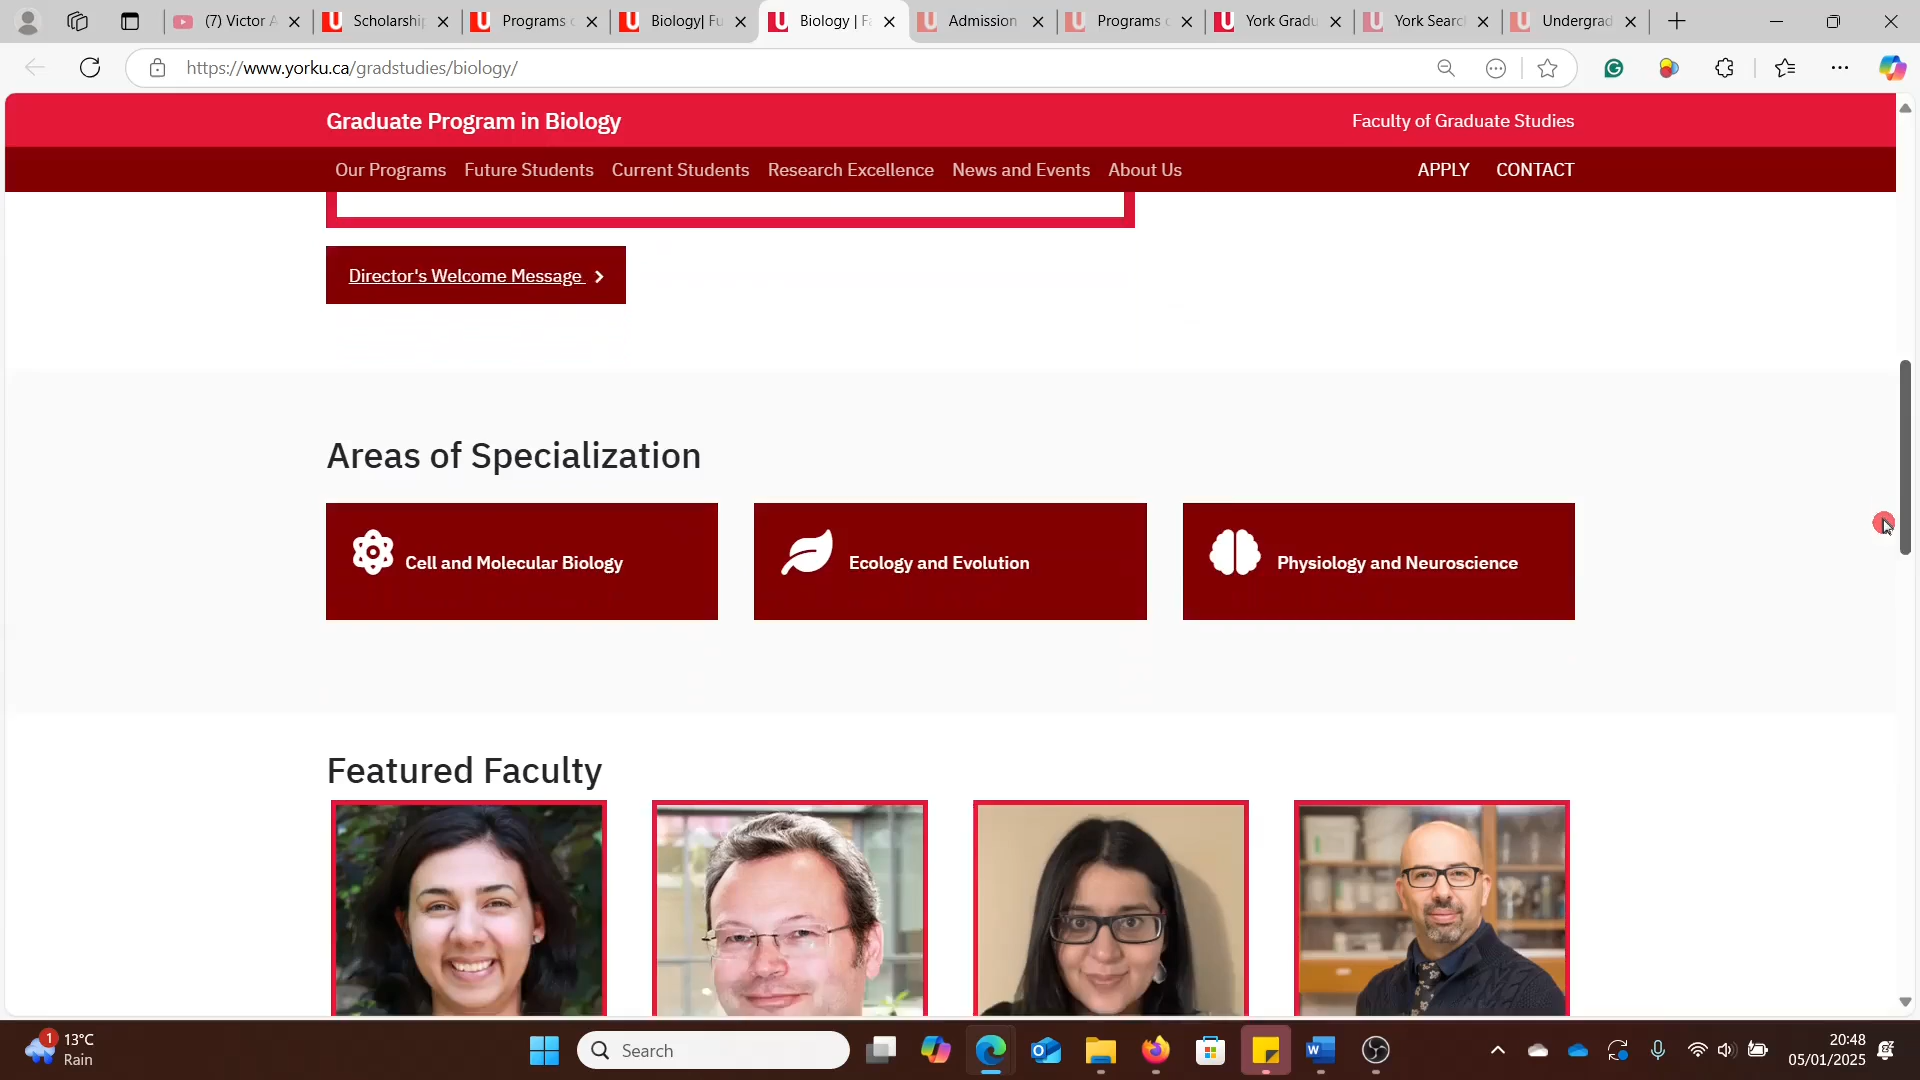 (7) Victor A
Scholarshi
Programs o
Biology| Fu
Biology | Fa
Admission
Programs o
York Gradu
York Searc
Undergrad
https://www.yorku.ca/gradstudies/biology/
Graduate Program in Biology
Faculty of Graduate Studies
Our Programs Future Students Current Students Research Excellence News and Events About Us APPLY CONTACT
Director's Welcome Message
Areas of Specialization
Cell and Molecular Biology
Ecology and Evolution
Physiology and Neuroscience
Featured Faculty
1
13°C
Rain
Search
20:48
05/01/2025